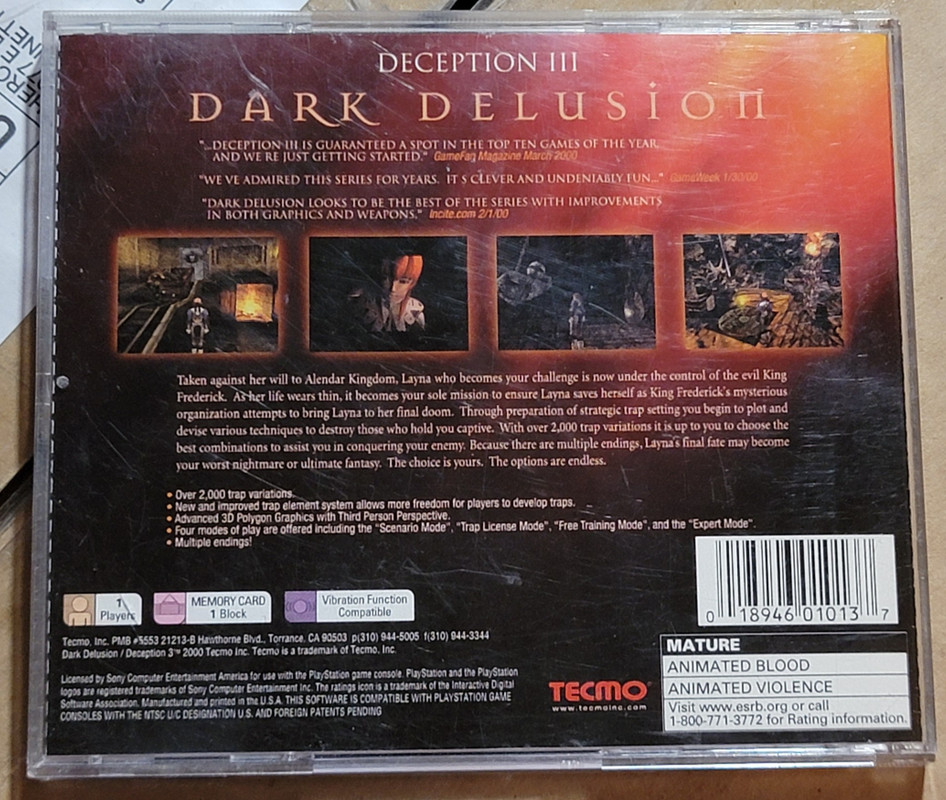 DECEPTION III
DARK DELUSION
"...DECEPTION III IS GUARANTEED A SPOT IN THE TOP TEN GAMES OF THE YEAR,
AND WE'RE JUST GETTING STARTED." GameFan Magazine March 2000
"WE'VE ADMIRED THIS SERIES FOR YEARS. IT'S CLEVER AND UNDENIABLY FUN..." GameWeek 1/30/00
"DARK DELUSION LOOKS TO BE THE BEST OF THE SERIES WITH IMPROVEMENTS
IN BOTH GRAPHICS AND WEAPONS." Incite.com 2/1/00
Taken against her will to Alendar Kingdom, Layna who becomes your challenge is now under the control of the evil King
Frederick. As her life wears thin, it becomes your sole mission to ensure Layna saves herself as King Frederick's mysterious
organization attempts to bring Layna to her final doom. Through preparation of strategic trap setting you begin to plot and
devise various techniques to destroy those who hold you captive. With over 2,000 trap variations it is up to you to choose the
best combinations to assist you in conquering your enemy. Because there are multiple endings, Layna's final fate may become
your worst nightmare or ultimate fantasy. The choice is yours. The options are endless.
• Over 2,000 trap variations.
• New and improved trap element system allows more freedom for players to develop traps.
• Advanced 3D Polygon Graphics with Third Person Perspective.
• Four modes of play are offered including the "Scenario Mode", "Trap License Mode", "Free Training Mode", and the "Expert Mode".
• Multiple endings!
1
Players
MEMORY CARD
1 Block
Vibration Function
Compatible
0 18946 01013 7
Tecmo, Inc. PMB #5553 21213-B Hawthorne Blvd., Torrance, CA 90503 p(310) 944-5005 f(310) 944-3344
Dark Delusion / Deception 3™ 2000 Tecmo Inc. Tecmo is a trademark of Tecmo, Inc.
Licensed by Sony Computer Entertainment America for use with the PlayStation game console. PlayStation and the PlayStation
logos are registered trademarks of Sony Computer Entertainment Inc. The ratings icon is a trademark of the Interactive Digital
Software Association. Manufactured and printed in the U.S.A. THIS SOFTWARE IS COMPATIBLE WITH PLAYSTATION GAME
CONSOLES WITH THE NTSC U/C DESIGNATION U.S. AND FOREIGN PATENTS PENDING
TECMO
www.tecmoinc.com
MATURE
ANIMATED BLOOD
ANIMATED VIOLENCE
Visit www.esrb.org or call
1-800-771-3772 for Rating information.